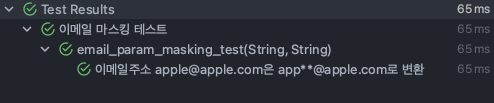 Test Results 65 ms
이메일 마스킹 테스트 65 ms
email_param_masking_test(String, String) 65 ms
이메일주소 apple@apple.com은 app**@apple.com로 변환 65 ms